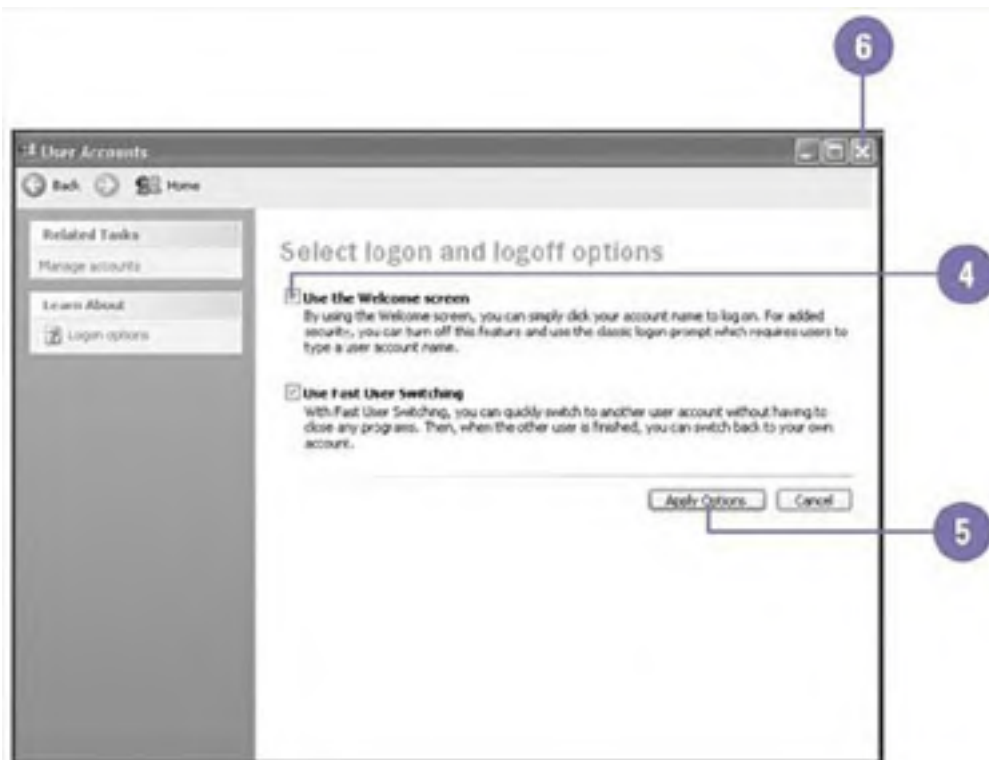 6
User Accounts
Back Home
Related Tasks
Manage accounts
Learn About
Logon options
Select logon and logoff options
4
Use the Welcome screen
By using the Welcome screen, you can simply click your account name to log on. For added
security, you can turn off this feature and use the classic logon prompt which requires users to
type a user account name.
Use Fast User Switching
With Fast User Switching, you can quickly switch to another user account without having to
close any programs. Then, when the other user is finished, you can switch back to your own
account.
Apply Options Cancel
5